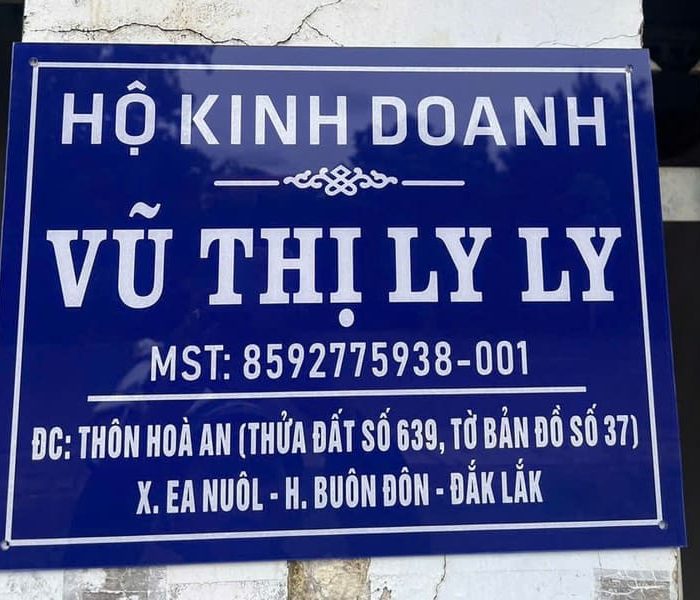 HỘ KINH DOANH
VŨ THỊ LY LY
MST: 8592775938-001
ĐC: THÔN HOÀ AN (THỬA ĐẤT SỐ 639, TỜ BẢN ĐỒ SỐ 37)
X. EA NUÔL - H. BUÔN ĐÔN - ĐẮK LẮK